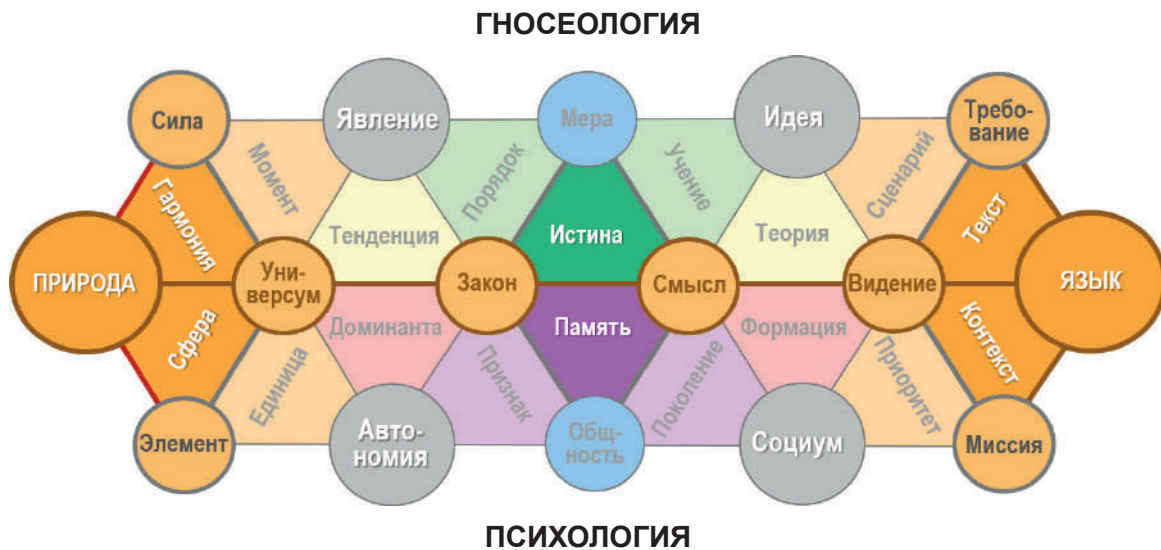 ГНОСЕОЛОГИЯ
Сила
Явление
Мера
Идея
Требо-
вание
Момент
Порядок
Учение
Сценарий
Гармония
Тенденция
Истина
Теория
Текст
ПРИРОДА
Уни-
версум
Закон
Смысл
Видение
ЯЗЫК
Сфера
Доминанта
Память
Формация
Контекст
Единица
Признак
Поколение
Приоритет
Элемент
Авто-
номия
Общ-
ность
Социум
Миссия
ПСИХОЛОГИЯ